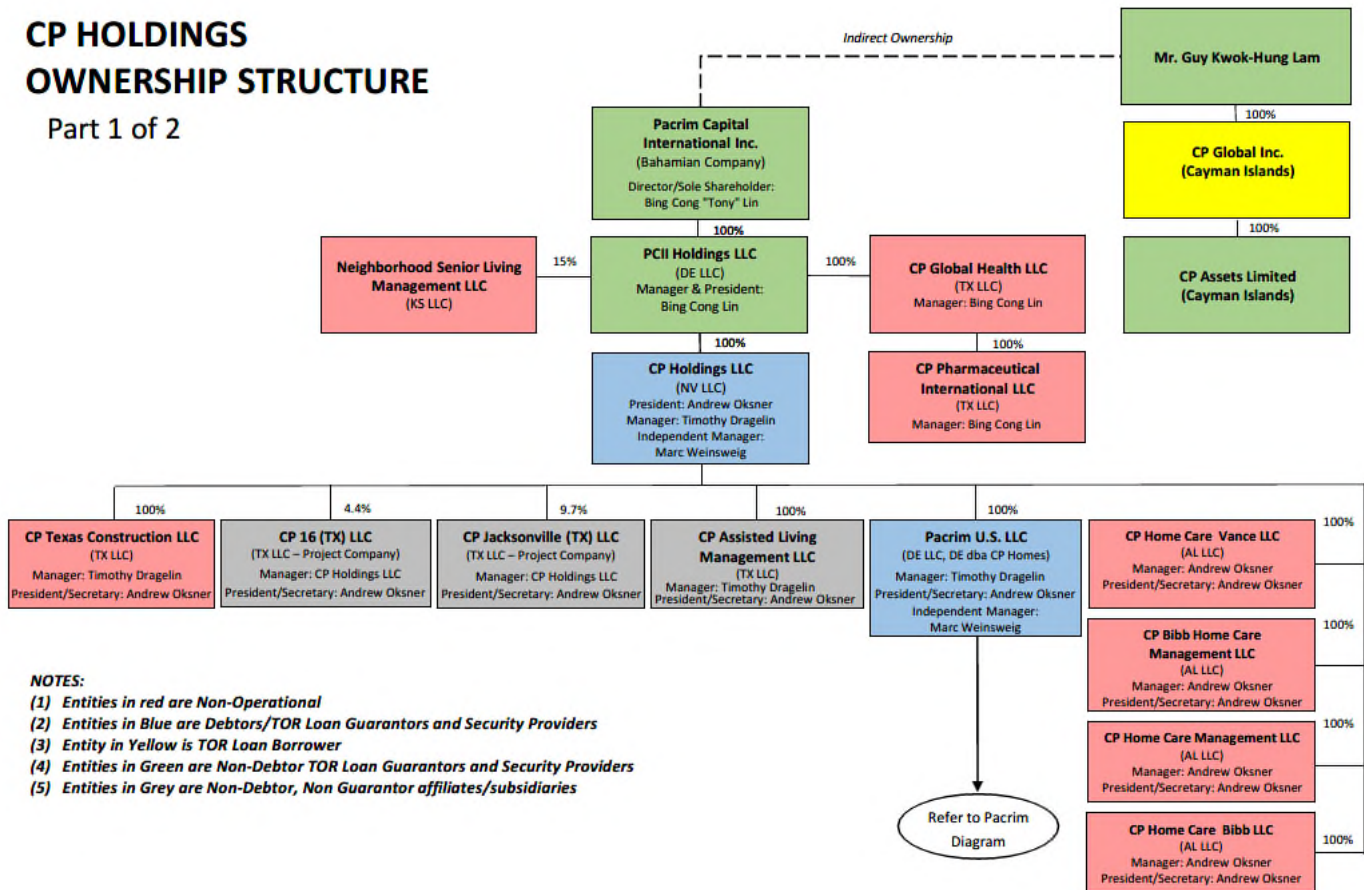 CP HOLDINGS
OWNERSHIP STRUCTURE
Part 1 of 2
Indirect Ownership
Mr. Guy Kwok-Hung Lam
100%
CP Global Inc.
(Cayman Islands)
100%
CP Assets Limited
(Cayman Islands)
Pacrim Capital
International Inc.
(Bahamian Company)
Director/Sole Shareholder:
Bing Cong "Tony" Lin
100%
Neighborhood Senior Living
Management LLC
(KS LLC)
15%
PCII Holdings LLC
(DE LLC)
Manager & President:
Bing Cong Lin
100%
CP Global Health LLC
(TX LLC)
Manager: Bing Cong Lin
100%
CP Pharmaceutical
International LLC
(TX LLC)
Manager: Bing Cong Lin
100%
CP Holdings LLC
(NV LLC)
President: Andrew Oksner
Manager: Timothy Dragelin
Independent Manager:
Marc Weinsweig
100%
CP Texas Construction LLC
(TX LLC)
Manager: Timothy Dragelin
President/Secretary: Andrew Oksner
4.4%
CP 16 (TX) LLC
(TX LLC – Project Company)
Manager: CP Holdings LLC
President/Secretary: Andrew Oksner
9.7%
CP Jacksonville (TX) LLC
(TX LLC – Project Company)
Manager: CP Holdings LLC
President/Secretary: Andrew Oksner
100%
CP Assisted Living
Management LLC
(TX LLC)
Manager: Timothy Dragelin
President/Secretary: Andrew Oksner
100%
Pacrim U.S. LLC
(DE LLC, DE dba CP Homes)
Manager: Timothy Dragelin
President/Secretary: Andrew Oksner
Independent Manager:
Marc Weinsweig
Refer to Pacrim
Diagram
100%
CP Home Care Vance LLC
(AL LLC)
Manager: Andrew Oksner
President/Secretary: Andrew Oksner
100%
CP Bibb Home Care
Management LLC
(AL LLC)
Manager: Andrew Oksner
President/Secretary: Andrew Oksner
100%
CP Home Care Management LLC
(AL LLC)
Manager: Andrew Oksner
President/Secretary: Andrew Oksner
100%
CP Home Care Bibb LLC
(AL LLC)
Manager: Andrew Oksner
President/Secretary: Andrew Oksner
NOTES:
(1) Entities in red are Non-Operational
(2) Entities in Blue are Debtors/TOR Loan Guarantors and Security Providers
(3) Entity in Yellow is TOR Loan Borrower
(4) Entities in Green are Non-Debtor TOR Loan Guarantors and Security Providers
(5) Entities in Grey are Non-Debtor, Non Guarantor affiliates/subsidiaries